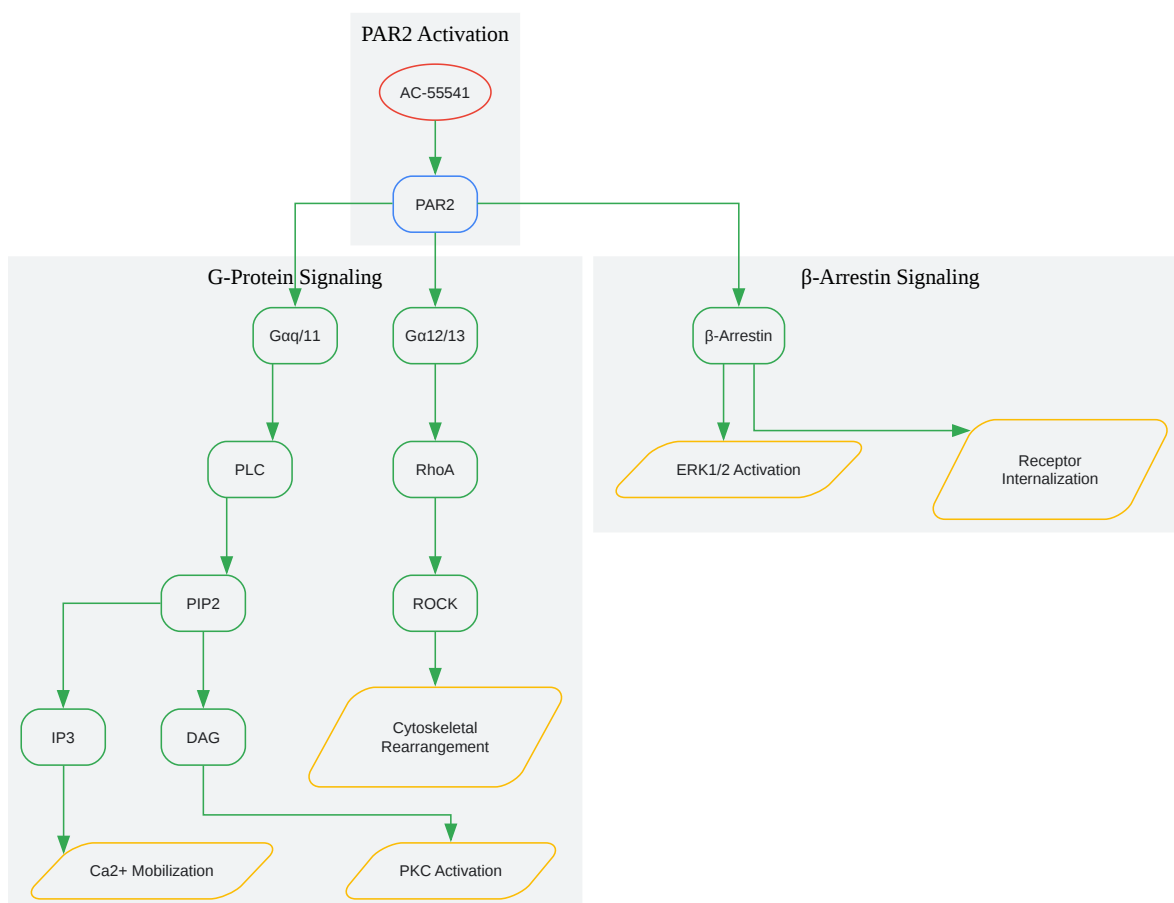 PAR2 Activation
AC-55541
PAR2
G-Protein Signaling
β-Arrestin Signaling
Gαq/11
Gα12/13
β-Arrestin
PLC
RhoA
ERK1/2 Activation
Receptor
Internalization
PIP2
ROCK
IP3
DAG
Cytoskeletal
Rearrangement
Ca2+ Mobilization
PKC Activation